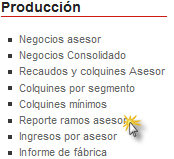 Producción
Negocios asesor
Negocios Consolidado
Recaudos y colquines Asesor
Colquines por segmento
Colquines mínimos
Reporte ramos asesor
Ingresos por asesor
Informe de fábrica